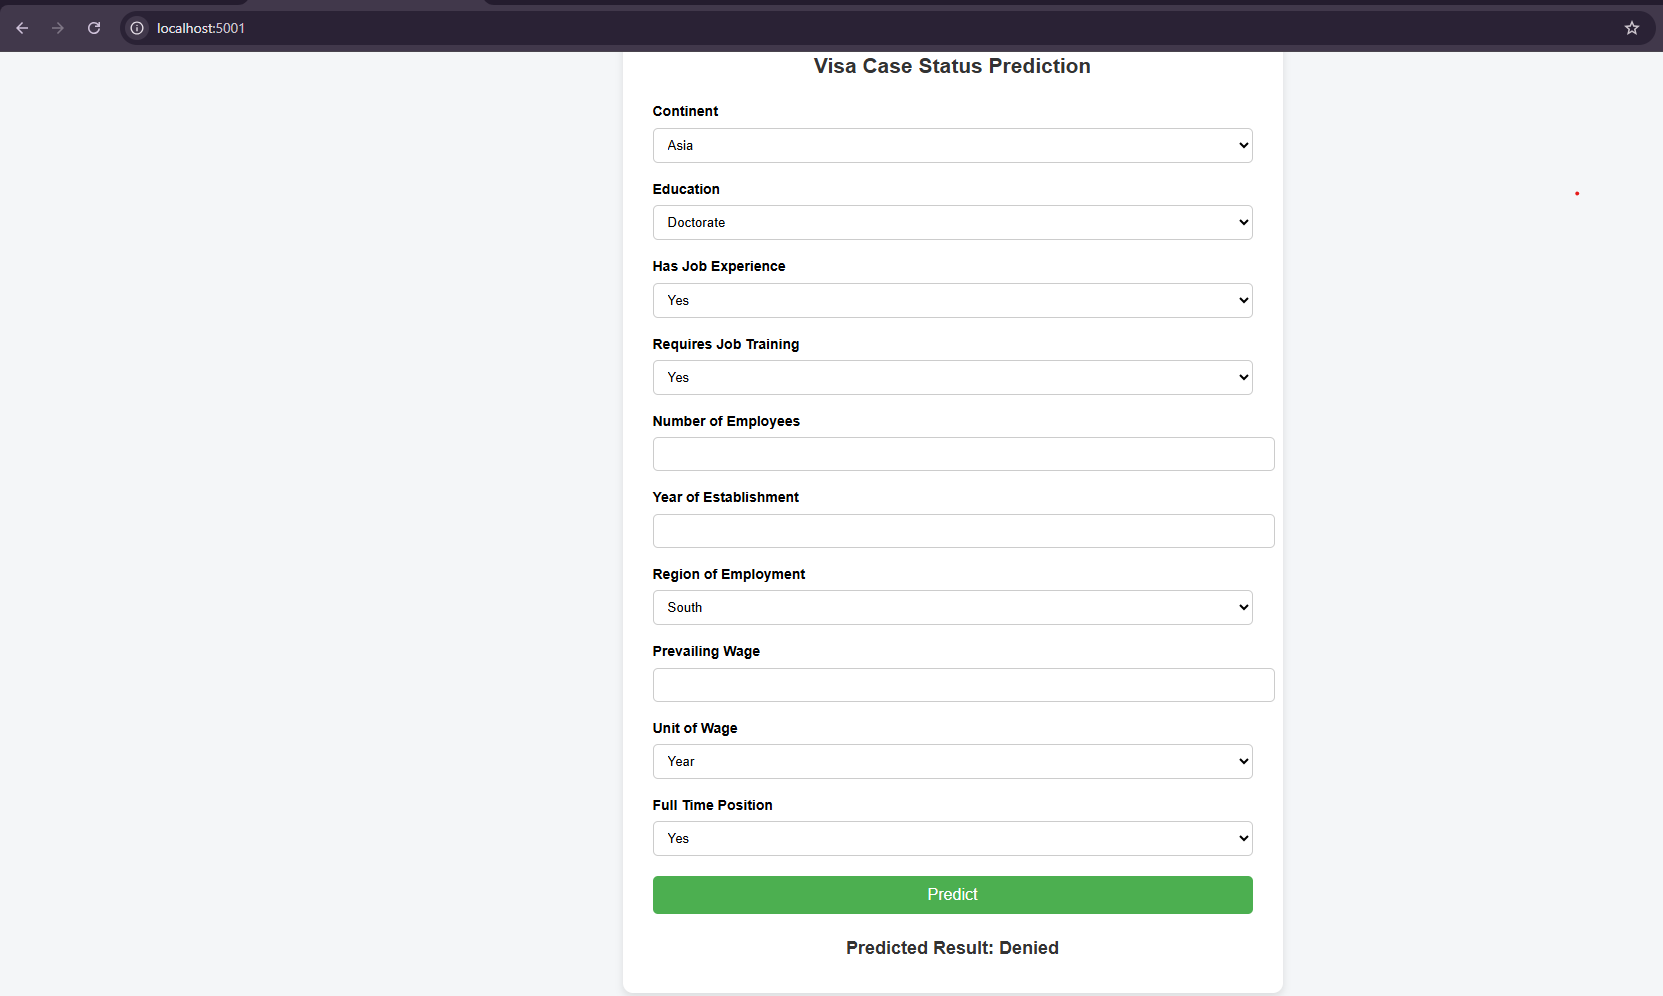 localhost:5001
Visa Case Status Prediction
Continent
Asia
Education
Doctorate
Has Job Experience
Yes
Requires Job Training
Yes
Number of Employees
Year of Establishment
Region of Employment
South
Prevailing Wage
Unit of Wage
Year
Full Time Position
Yes
Predict
Predicted Result: Denied